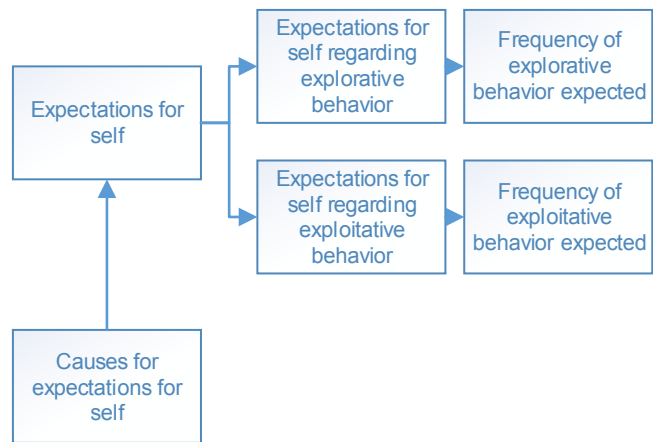 Expectations for
self
Expectations for
self regarding
explorative
behavior
Frequency of
explorative
behavior expected
Expectations for
self regarding
exploitative
behavior
Frequency of
exploitative
behavior expected
Causes for
expectations for
self